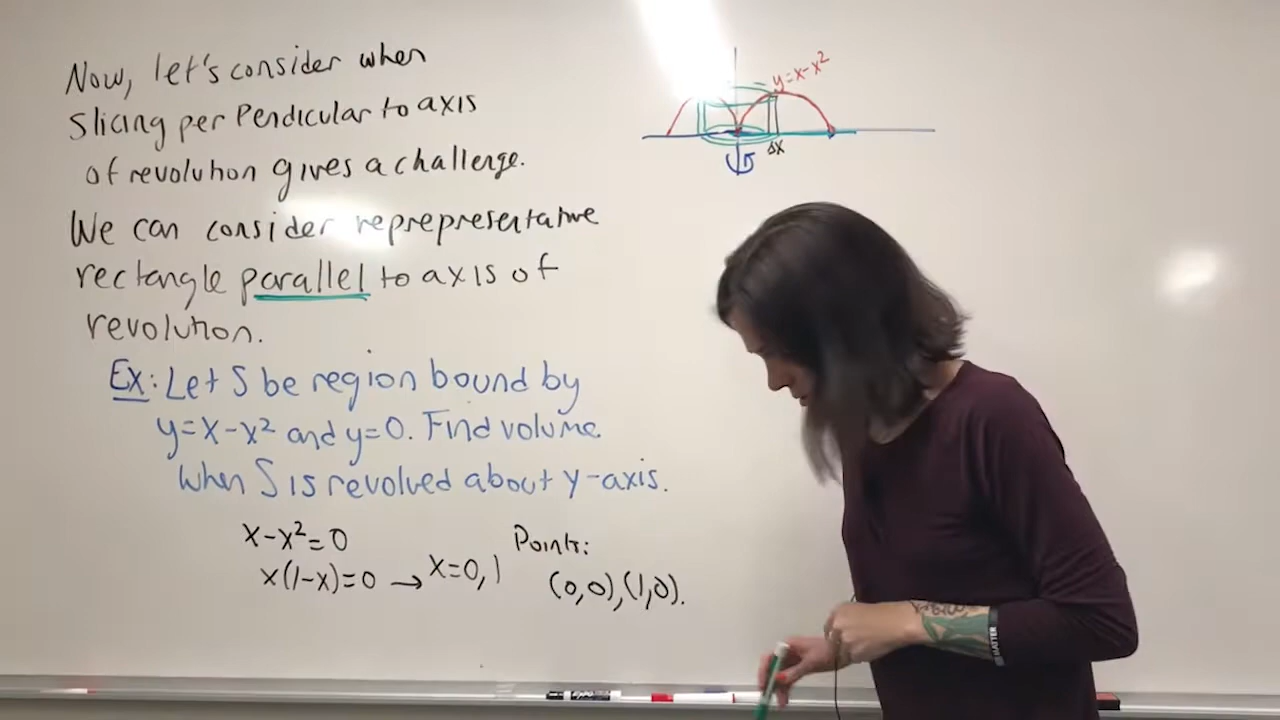 Now, let's consider when
Slicing perpendicular to axis
of revolution gives a challenge.
We can consider reprepresentative
rectangle parallel to axis of
revolution.
Ex: Let S be region bound by
y=x-x² and y=0. Find volume
when S is revolved about y-axis.
x-x²=0
x(1-x)=0 → x=0,1
Points:
(0,0),(1,0).
y=x-x²
Δx
MATTER